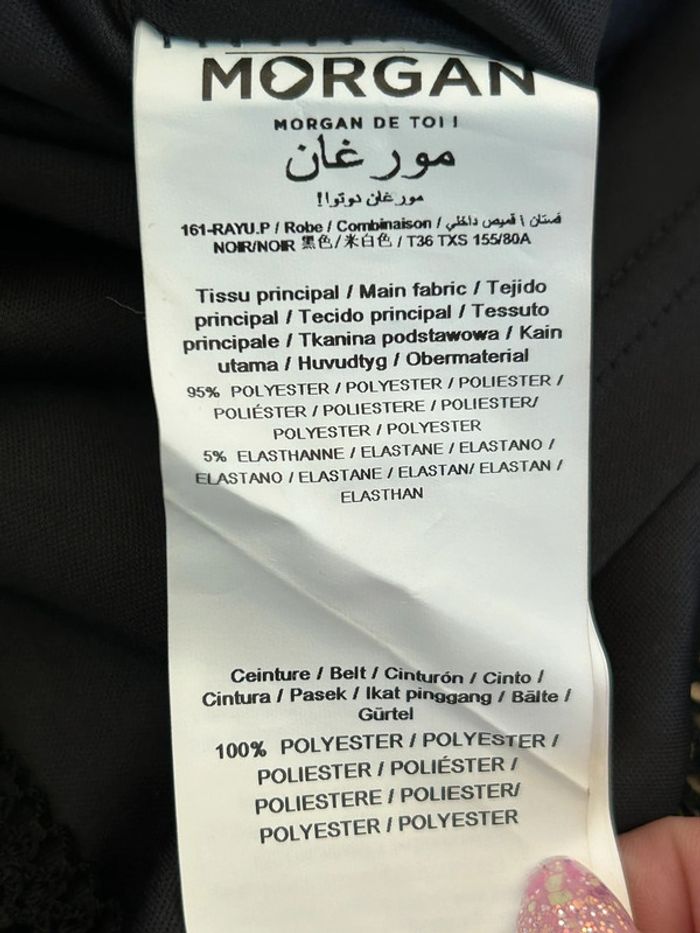 MORGAN
MORGAN DE TOI !
مورغان
مورغان دوتوا!
161-RAYU.P / Robe / Combinaison / فستان \ قميص داخلي
NOIR/NOIR 黑色/米白色 / T36 TXS 155/80A
Tissu principal / Main fabric / Tejido
principal / Tecido principal / Tessuto
principale / Tkanina podstawowa / Kain
utama / Huvudtyg / Obermaterial
95% POLYESTER / POLYESTER / POLIESTER /
POLIÉSTER / POLIESTERE / POLIESTER/
POLYESTER / POLYESTER
5% ELASTHANNE / ELASTANE / ELASTANO /
ELASTANO / ELASTANE / ELASTAN/ ELASTAN /
ELASTHAN
Ceinture / Belt / Cinturón / Cinto /
Cintura / Pasek / Ikat pinggang / Bälte /
Gürtel
100% POLYESTER / POLYESTER /
POLIESTER / POLIÉSTER /
POLIESTERE / POLIESTER/
POLYESTER / POLYESTER